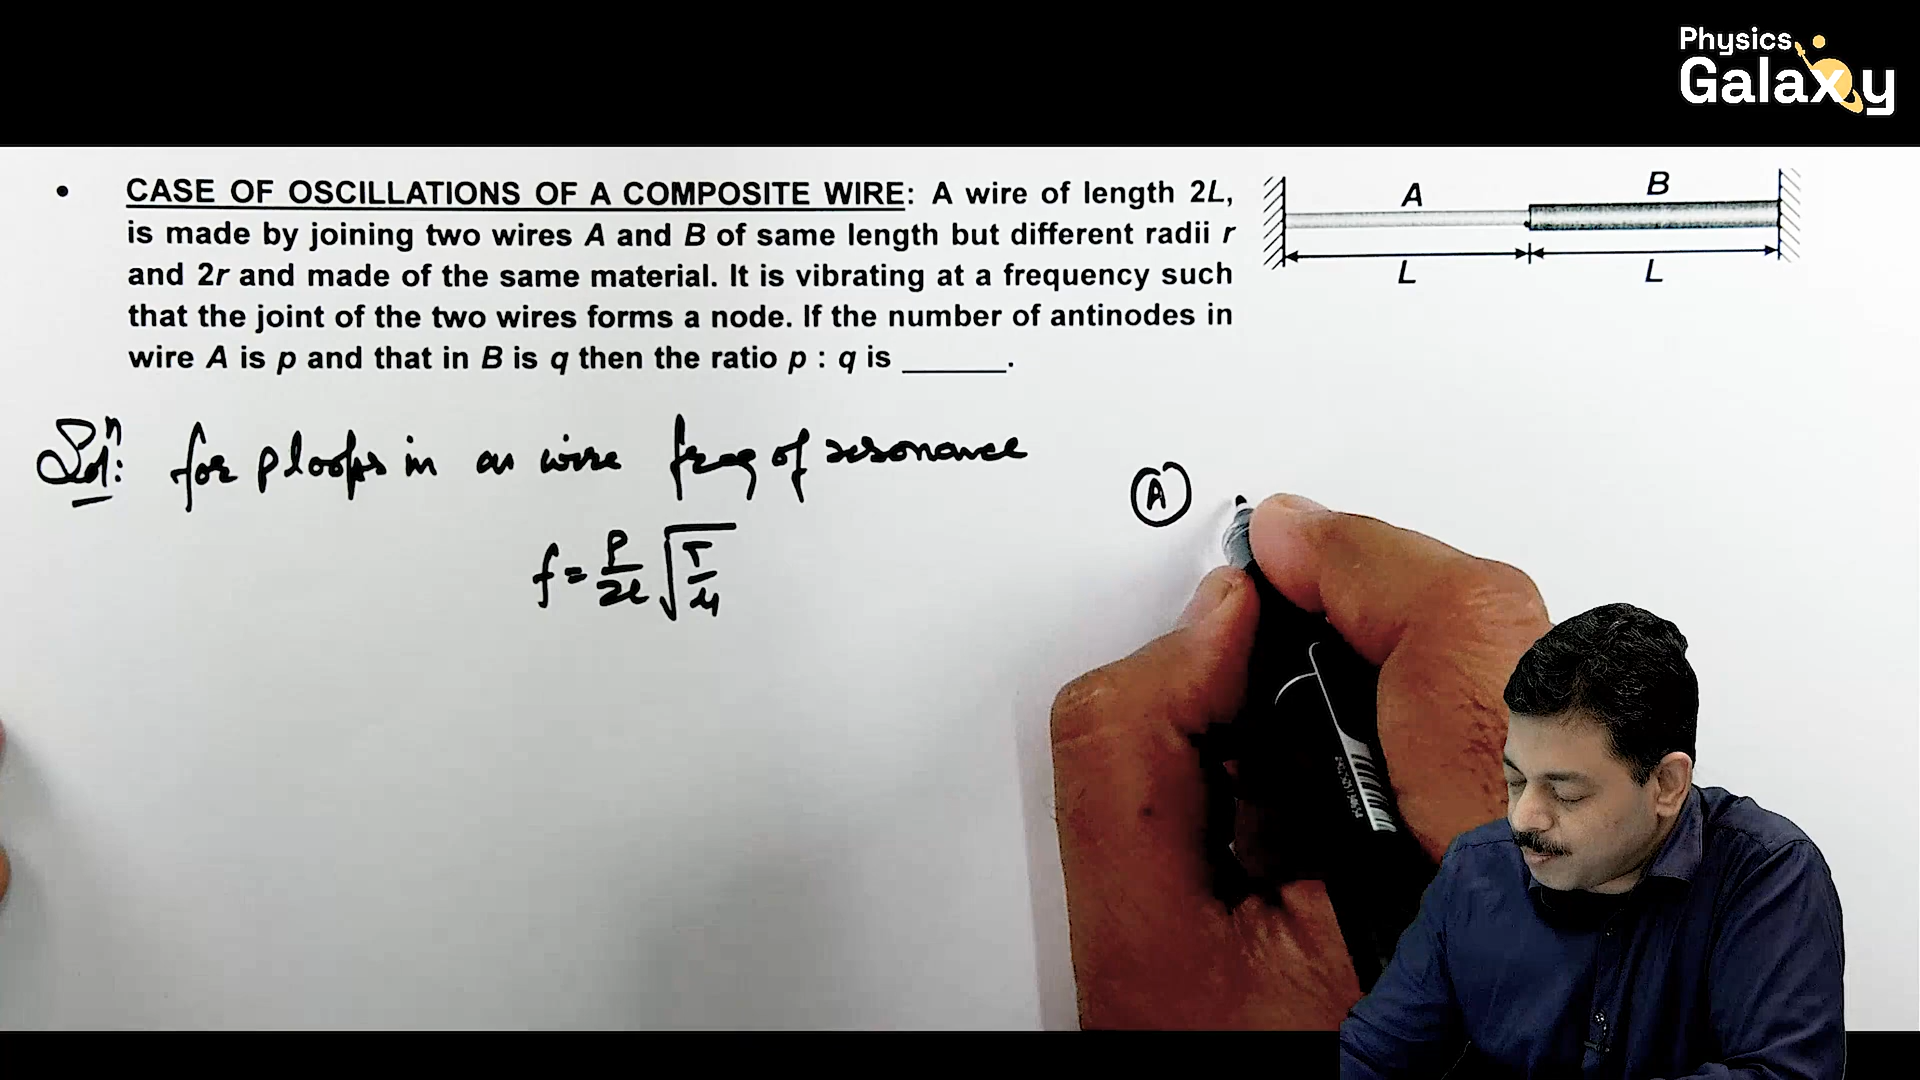 Physics
Galaxy
• CASE OF OSCILLATIONS OF A COMPOSITE WIRE: A wire of length 2L,
is made by joining two wires A and B of same length but different radii r
and 2r and made of the same material. It is vibrating at a frequency such
that the joint of the two wires forms a node. If the number of antinodes in
wire A is p and that in B is q then the ratio p : q is ______.
A
B
L
L
Solⁿ: for p loops in a wire freq of resonance
f = p/2l √T/μ
A